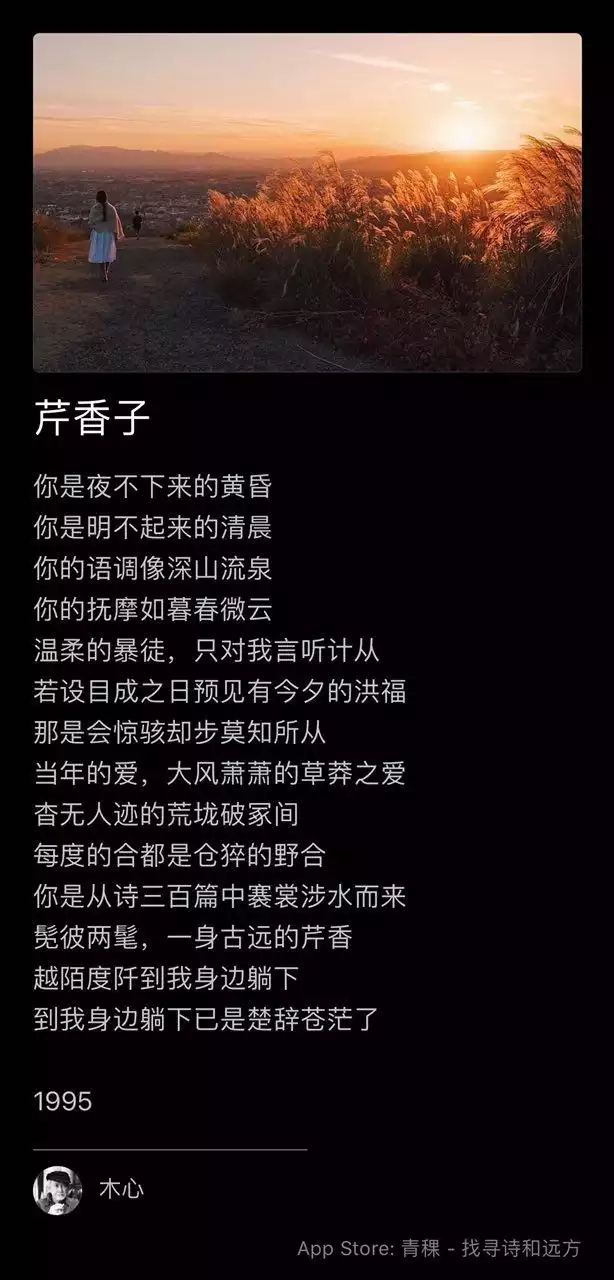 芹香子
你是夜不下来的黄昏
你是明不起来的清晨
你的语调像深山流泉
你的抚摩如暮春微云
温柔的暴徒，只对我言听计从
若设目成之日预见有今夕的洪福
那是会惊骇却步莫知所从
当年的爱，大风萧萧的草莽之爱
杳无人迹的荒垅破冢间
每度的合都是仓猝的野合
你是从诗三百篇中褰裳涉水而来
髧彼两髦，一身古远的芹香
越陌度阡到我身边躺下
到我身边躺下已是楚辞苍茫了
1995
木心
App Store: 青稞 - 找寻诗和远方